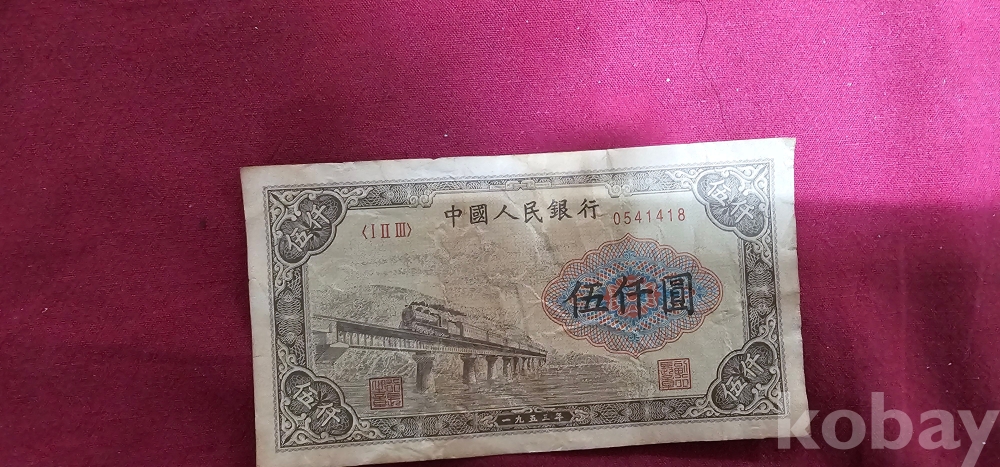 伍仟 伍仟
中國人民銀行
〈I II III〉 0541418
伍仟圓
伍仟 伍仟
一九五三年
kobay